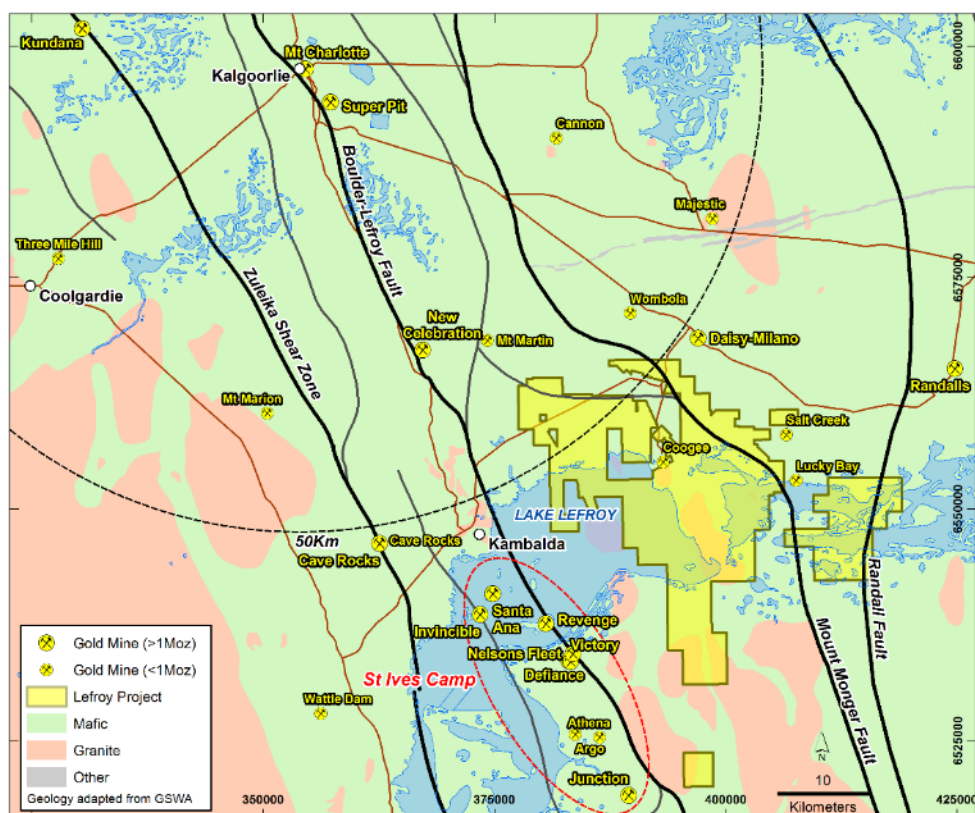 Kundana
Mt Charlotte
Kalgoorlie
Super Pit
Cannon
Boulder-Lefroy Fault
Majestic
Three Mile Hill
Coolgardie
Zuleika Shear Zone
Wombola
New
Celebration
Mt Martin
Daisy-Milano
Randalls
Mt Marion
Salt Creek
Coogee
Lucky Bay
LAKE LEFROY
50Km
Cave Rocks
Cave Rocks
Kambalda
Randall Fault
Mount Monger Fault
Santa
Ana
Invincible
Revenge
Victory
Nelsons Fleet
Defiance
St Ives Camp
Wattle Dam
Athena
Argo
Junction
Gold Mine (>1Moz)
Gold Mine (<1Moz)
Lefroy Project
Mafic
Granite
Other
Geology adapted from GSWA
N
10
Kilometers
350000
375000
400000
425000
6600000
6575000
6550000
6525000